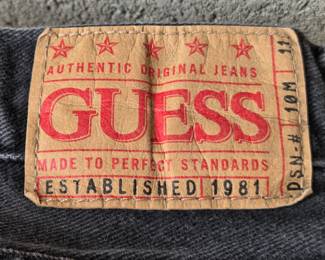 AUTHENTIC ORIGINAL JEANS
GUESS
MADE TO PERFECT STANDARDS
ESTABLISHED 1981
DSN-# 10M 11